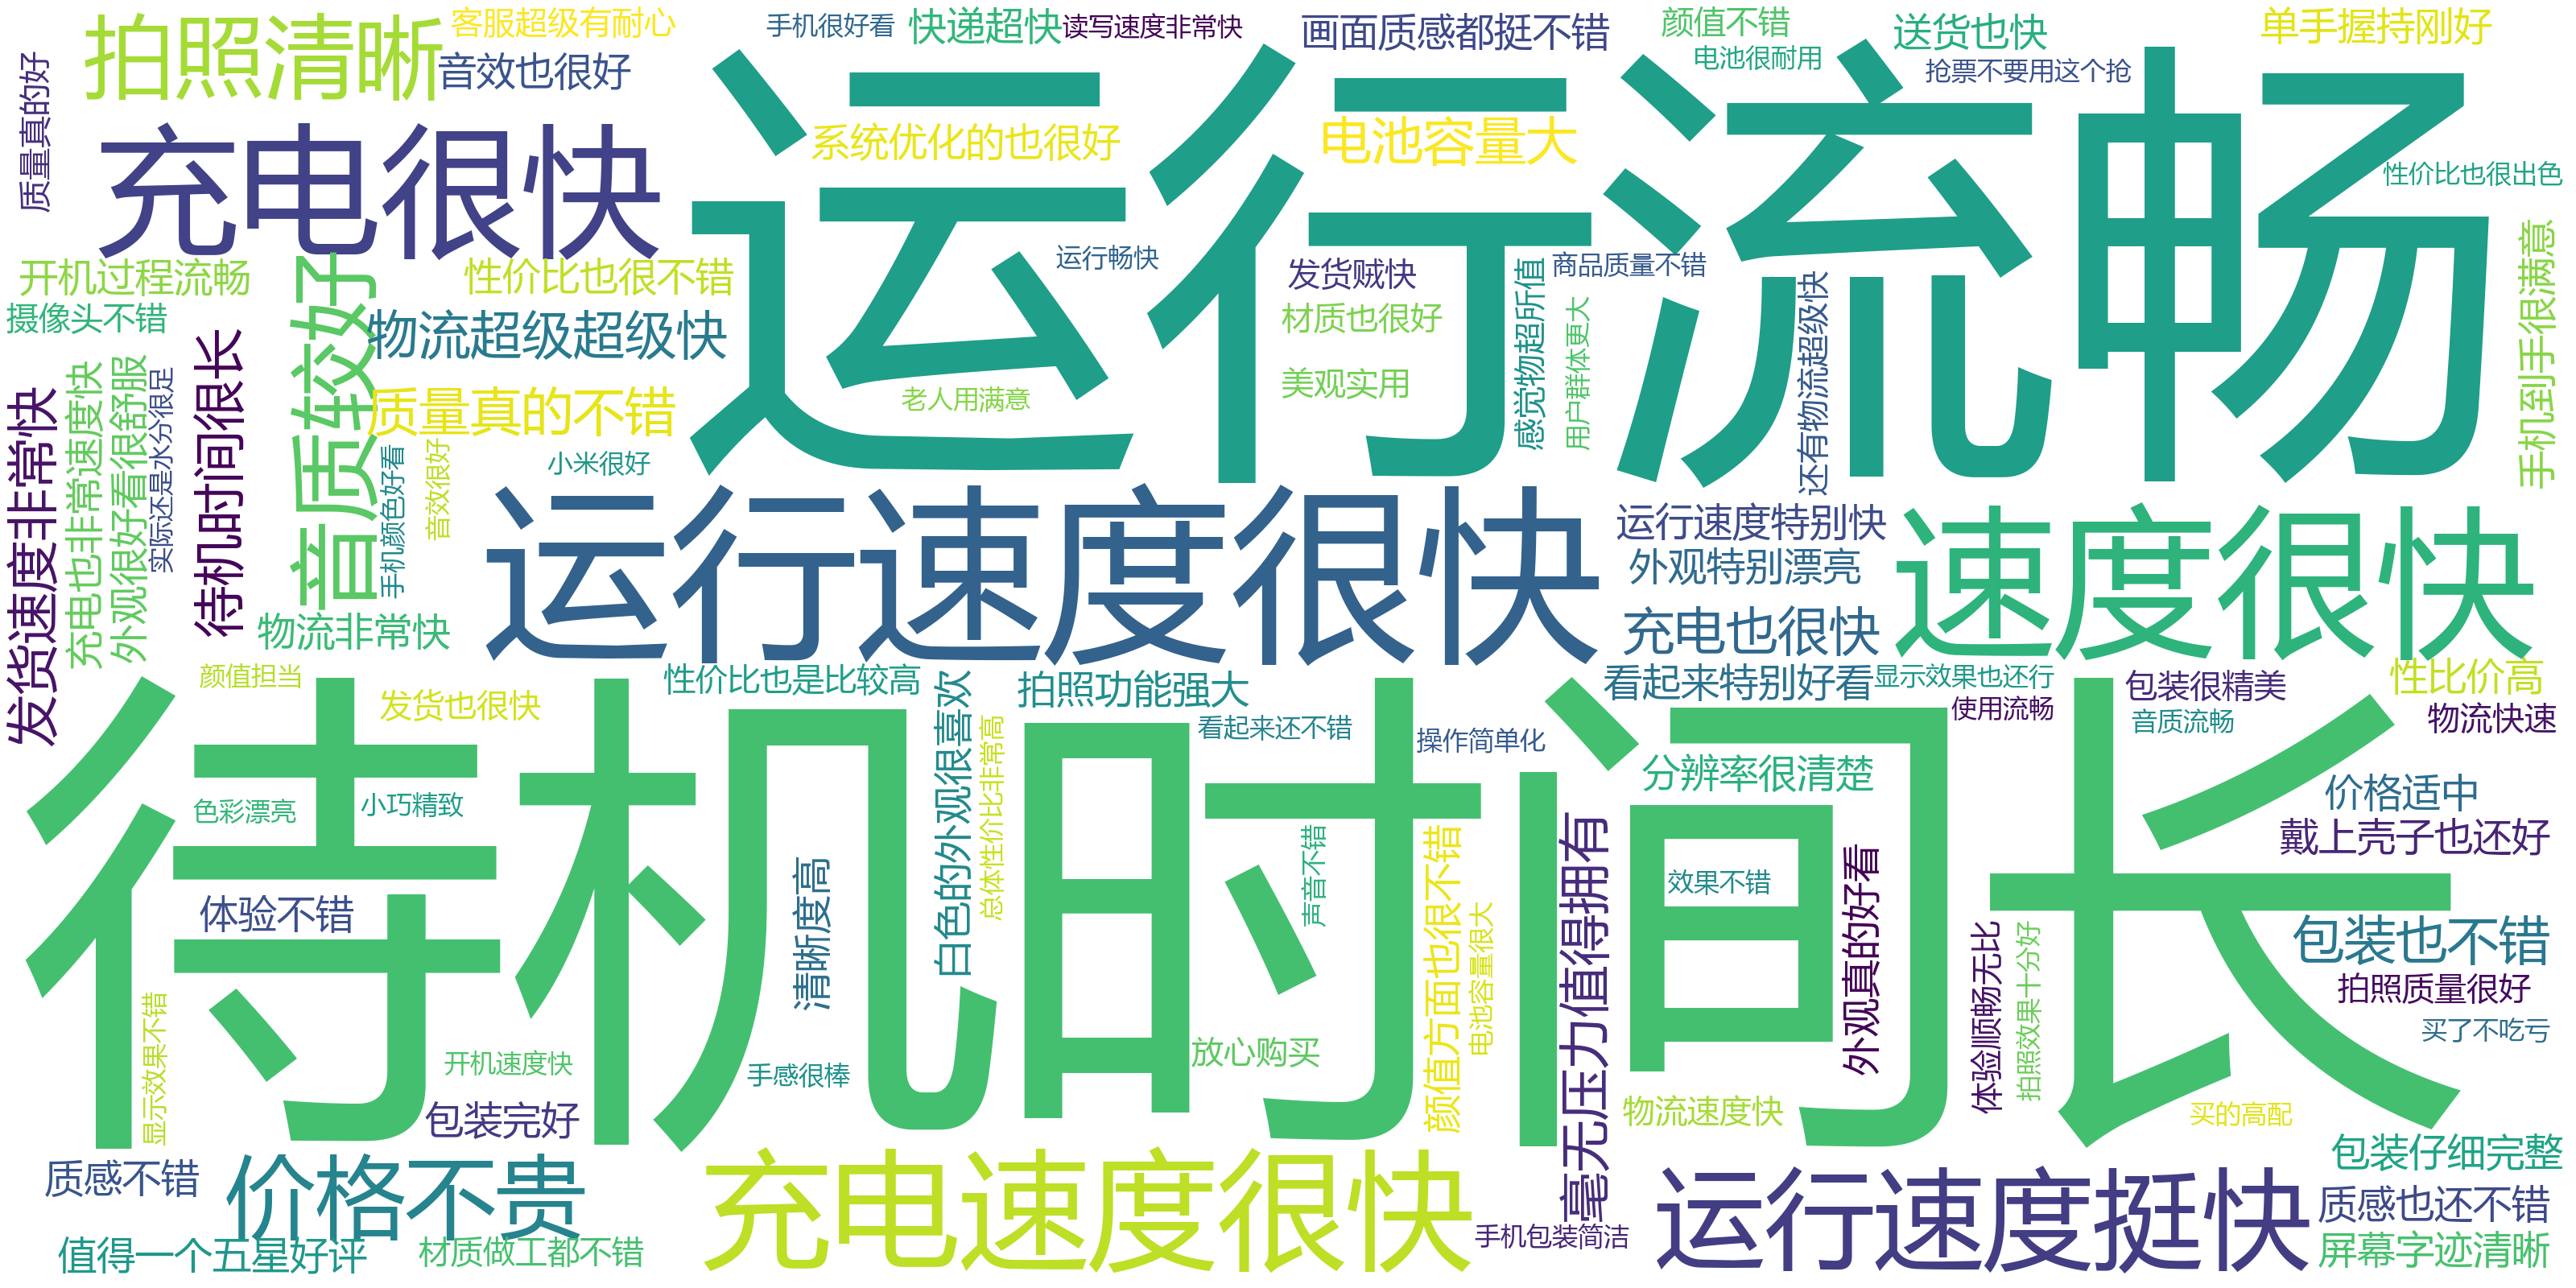 拍照清晰
客服超级有耐心
音效也很好
手机很好看
快递超快
读写速度非常快
画面质感都挺不错
颜值不错
电池很耐用
送货也快
抢票不要用这个抢
单手握持刚好
质量真的好
充电很快
系统优化的也很好
电池容量大
运行流畅
性价比也很出色
开机过程流畅
摄像头不错
性价比也很不错
物流超级超级快
运行畅快
发货贼快
材质也很好
美观实用
商品质量不错
感觉物超所值
用户群体更大
还有物流超级快
手机到手很满意
质量真的不错
老人用满意
小米很好
音质较好
待机时间很长
发货速度非常快
充电也非常速度快
外观很好看很舒服
实际还是水分很足
手机颜色好看
音效很好
物流非常快
运行速度很快
运行速度特别快
外观特别漂亮
充电也很快
速度很快
颜值担当
发货也很快
性价比也是比较高
拍照功能强大
看起来特别好看
显示效果也还行
使用流畅
包装很精美
音质流畅
性比价高
物流快速
看起来还不错
操作简单化
分辨率很清楚
待机时间长
色彩漂亮
小巧精致
体验不错
清晰度高
白色的外观很喜欢
总体性价比非常高
声音不错
颜值方面也很不错
电池容量很大
毫无压力值得拥有
效果不错
外观真的好看
体验顺畅无比
拍照效果十分好
价格适中
戴上壳子也还好
包装也不错
拍照质量很好
买了不吃亏
显示效果不错
开机速度快
手感很棒
放心购买
包装完好
物流速度快
买的高配
包装仔细完整
质感不错
价格不贵
充电速度很快
运行速度挺快
质感也还不错
值得一个五星好评
材质做工都不错
手机包装简洁
屏幕字迹清晰